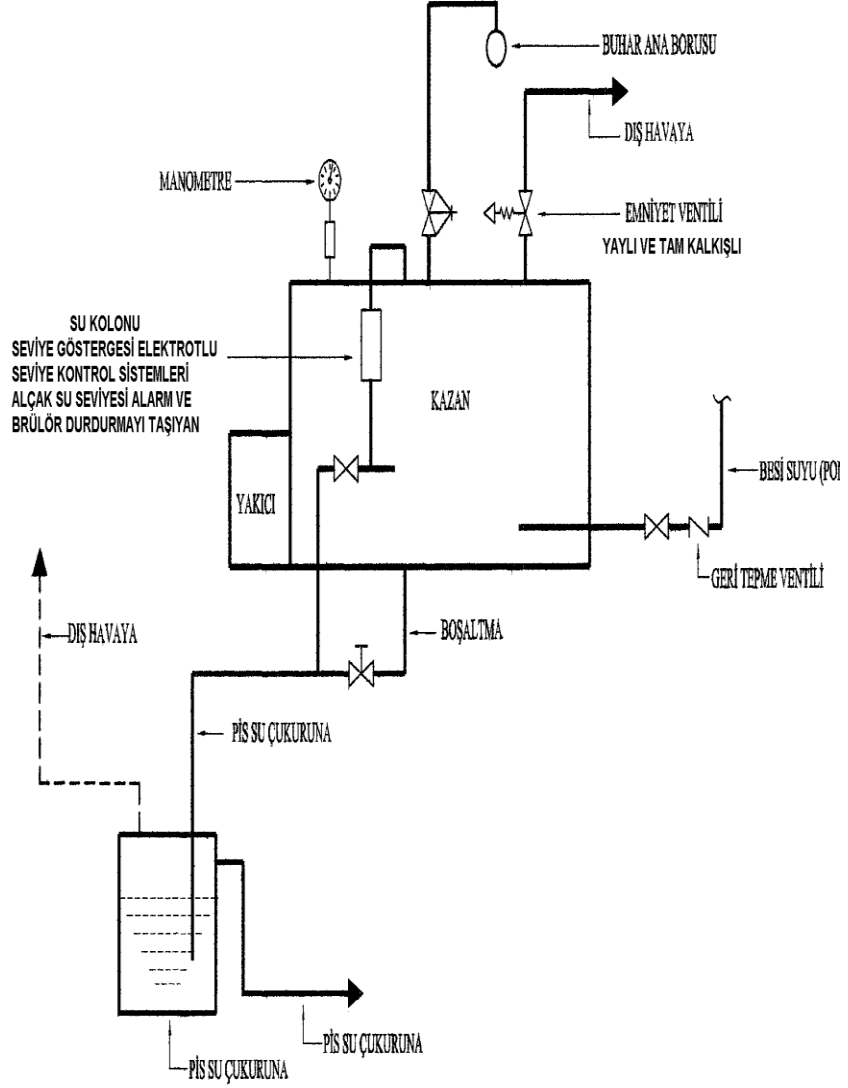 BUHAR ANA BORUSU
DIŞ HAVAYA
MANOMETRE
EMNİYET VENTİLİ
YAYLI VE TAM KALKIŞLI
SU KOLONU
SEVİYE GÖSTERGESİ ELEKTROTLU
SEVİYE KONTROL SİSTEMLERİ
ALÇAK SU SEVİYESİ ALARM VE
BRÜLÖR DURDURMAYI TAŞIYAN
KAZAN
BESİ SUYU
YAKICI
GERİ TEPME VENTİLİ
DIŞ HAVAYA
BOŞALTMA
PİS SU ÇUKURUNA
PİS SU ÇUKURUNA
PİS SU ÇUKURUNA